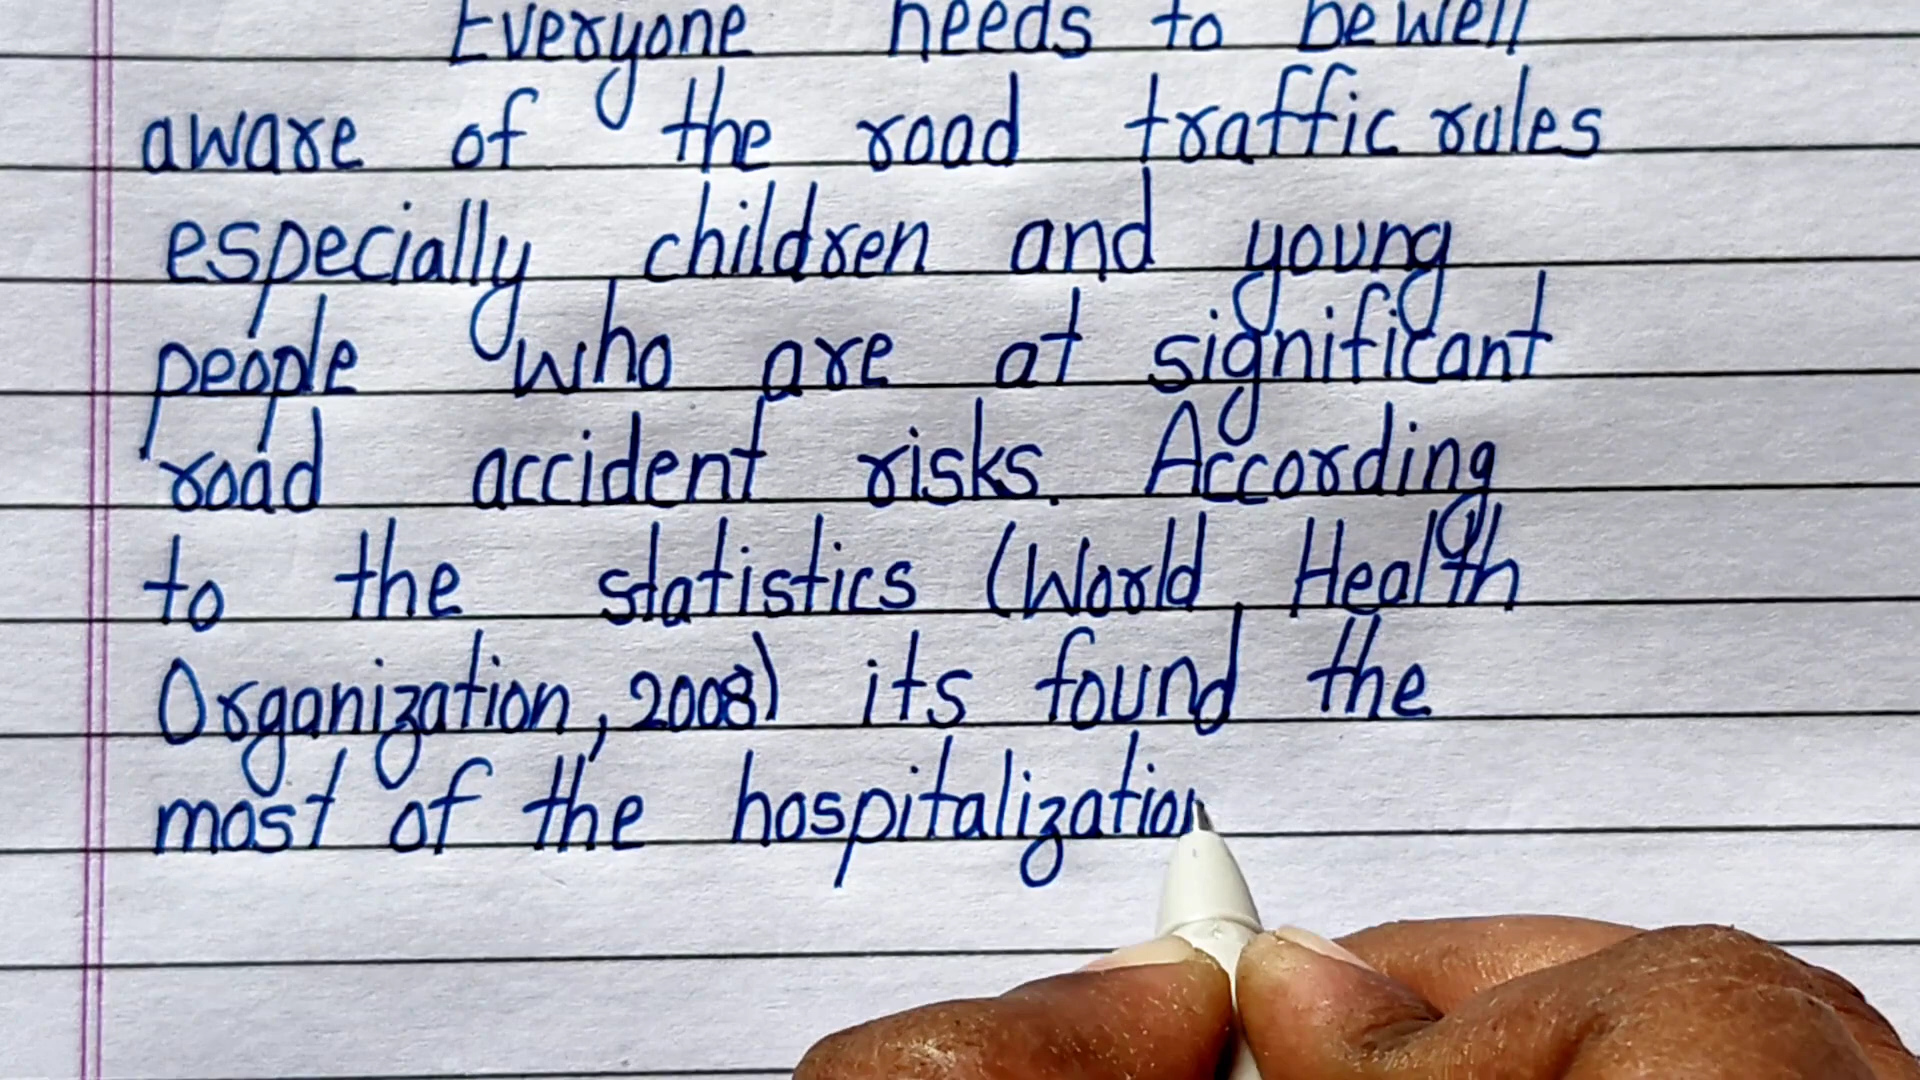 Everyone needs to be well
aware of the road traffic rules
especially children and young
people who are at significant
road accident risks. According
to the statistics (World Health
Organization, 2008) its found the
most of the hospitalization